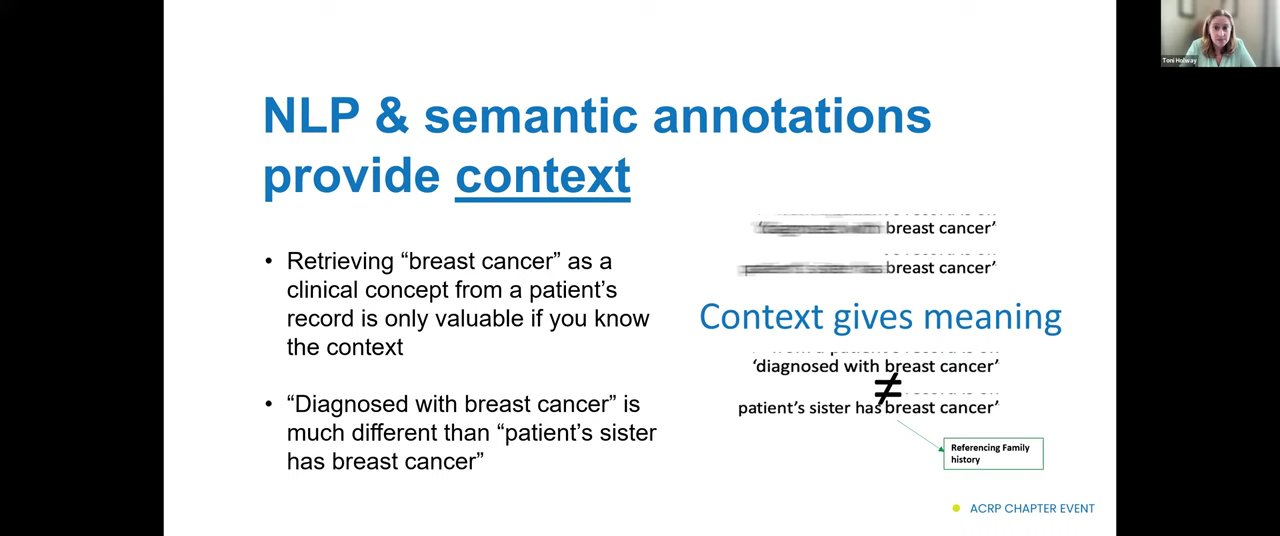 NLP & semantic annotations
provide context
• Retrieving “breast cancer” as a
clinical concept from a patient’s
record is only valuable if you know
the context
• “Diagnosed with breast cancer” is
much different than “patient’s sister
has breast cancer”
breast cancer’
breast cancer’
Context gives meaning
‘diagnosed with breast cancer’
≠
patient’s sister has breast cancer’
Referencing Family
history
ACRP CHAPTER EVENT
Toni Holway